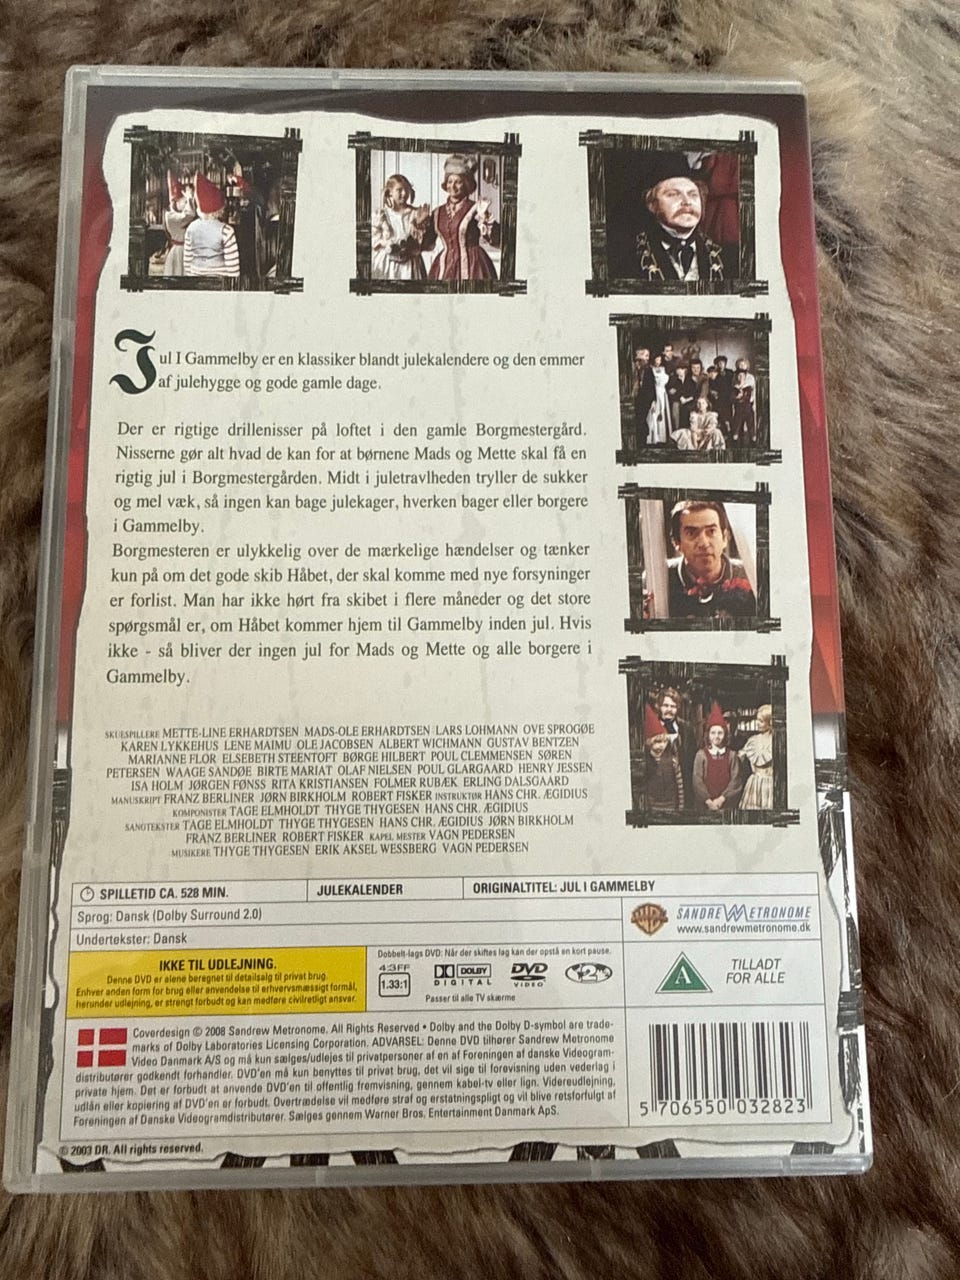 Jul I Gammelby er en klassiker blandt julekalendere og den emmer
af julehygge og gode gamle dage.
Der er rigtige drillenisser på loftet i den gamle Borgmestergård.
Nisserne gør alt hvad de kan for at børnene Mads og Mette skal få en
rigtig jul i Borgmestergården. Midt i juletravlheden tryller de sukker
og mel væk, så ingen kan bage julekager, hverken bager eller borgere
i Gammelby.
Borgmesteren er ulykkelig over de mærkelige hændelser og tænker
kun på om det gode skib Håbet, der skal komme med nye forsyninger
er forlist. Man har ikke hørt fra skibet i flere måneder og det store
spørgsmål er, om Håbet kommer hjem til Gammelby inden jul. Hvis
ikke - så bliver der ingen jul for Mads og Mette og alle borgere i
Gammelby.
SKUESPILLERE METTE-LINE ERHARDTSEN MADS-OLE ERHARDTSEN LARS LOHMANN OVE SPROGØE
KAREN LYKKEHUS LENE MAIMU OLE JACOBSEN ALBERT WICHMANN GUSTAV BENTZEN
MARIANNE FLOR ELSEBETH STEENTOFT BØRGE HILBERT POUL CLEMMENSEN SØREN
PETERSEN WAAGE SANDØE BIRTE MARIAT OLAF NIELSEN POUL GLARGAARD HENRY JESSEN
ISA HOLM JØRGEN FØNSS RITA KRISTIANSEN FOLMER RUBÆK ERLING DALSGAARD
MANUSKRIPT FRANZ BERLINER JØRN BIRKHOLM ROBERT FISKER INSTRUKTØR HANS CHR. ÆGIDIUS
KOMPONISTER TAGE ELMHOLDT THYGE THYGESEN HANS CHR. ÆGIDIUS
SANGTEKSTER TAGE ELMHOLDT THYGE THYGESEN HANS CHR. ÆGIDIUS JØRN BIRKHOLM
FRANZ BERLINER ROBERT FISKER KAPEL MESTER VAGN PEDERSEN
MUSIKERE THYGE THYGESEN ERIK AKSEL WESSBERG VAGN PEDERSEN
SPILLETID CA. 528 MIN. JULEKALENDER ORIGINALTITEL: JUL I GAMMELBY
Sprog: Dansk (Dolby Surround 2.0)
Undertekster: Dansk
SANDREW METRONOME
www.sandrewmetronome.dk
IKKE TIL UDLEJNING.
Denne DVD er alene beregnet til detailsalg til privat brug.
Enhver anden form for brug eller anvendelse til erhvervsmæssigt formål,
herunder udlejning, er strengt forbudt og kan medføre civilretligt ansvar.
Dobbelt-lags DVD: Når der skiftes lag kan der opstå en kort pause.
4:3FF
1.33:1
DOLBY
DIGITAL
DVD
VIDEO
2
Passer til alle TV skærme
A
TILLADT
FOR ALLE
Coverdesign © 2008 Sandrew Metronome. All Rights Reserved • Dolby and the Dolby D-symbol are trade-
marks of Dolby Laboratories Licensing Corporation. ADVARSEL: Denne DVD tilhører Sandrew Metronome
Video Danmark A/S og må kun sælges/udlejes til privatpersoner af en af Foreningen af danske Videogram-
distributører godkendt forhandler. DVD'en må kun benyttes til privat brug, det vil sige til forevisning uden vederlag i
private hjem. Det er forbudt at anvende DVD'en til offentlig fremvisning, gennem kabel-tv eller lign. Videreudlejning,
udlån eller kopiering af DVD'en er forbudt. Overtrædelse vil medføre straf og erstatningspligt og vil blive retsforfulgt af
Foreningen af Danske Videogramdistributører. Sælges gennem Warner Bros. Entertainment Danmark ApS.
5 706550 032823
© 2003 DR. All rights reserved.